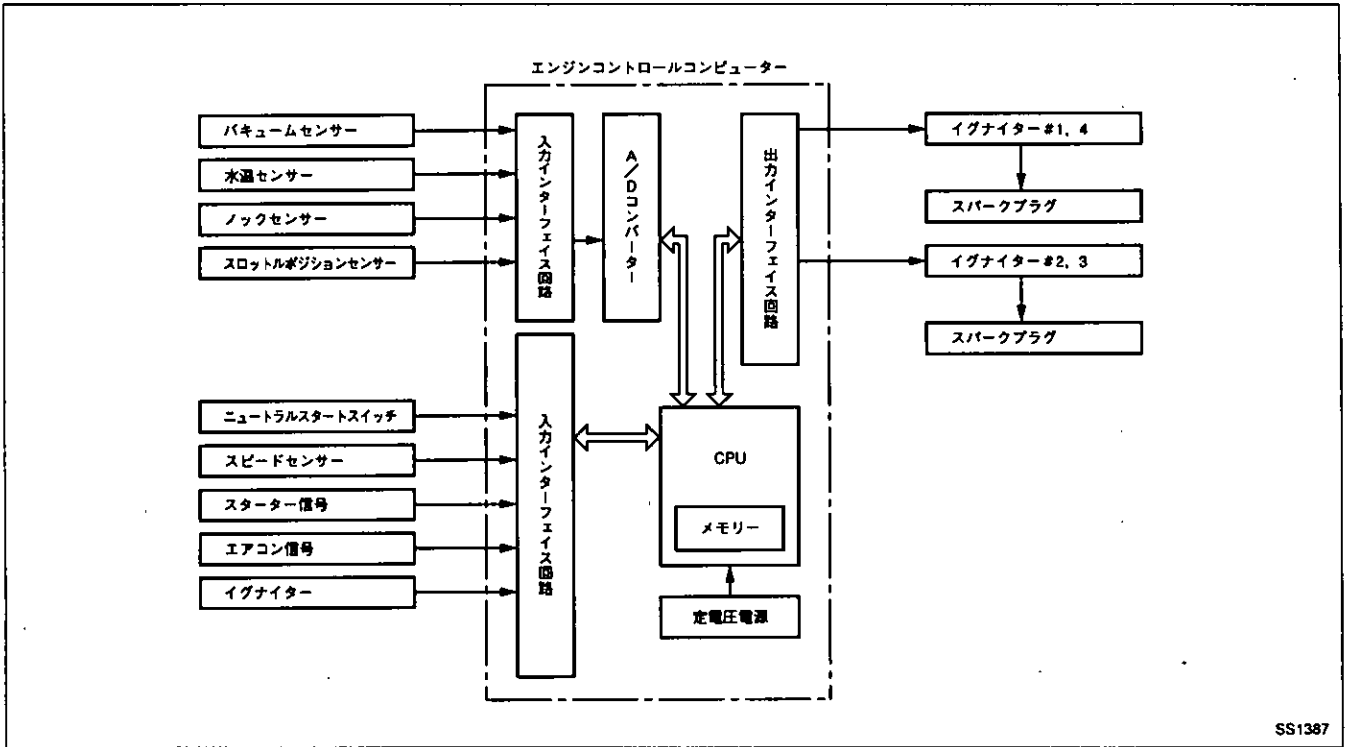 エンジンコントロールコンピューター
バキュームセンサー
水温センサー
ノックセンサー
スロットルポジションセンサー
入力インターフェイス回路
A/Dコンバーター
出力インターフェイス回路
イグナイター#1, 4
スパークプラグ
イグナイター#2, 3
スパークプラグ
ニュートラルスタートスイッチ
スピードセンサー
スターター信号
エアコン信号
イグナイター
入力インターフェイス回路
CPU
メモリー
定電圧電源
SS1387